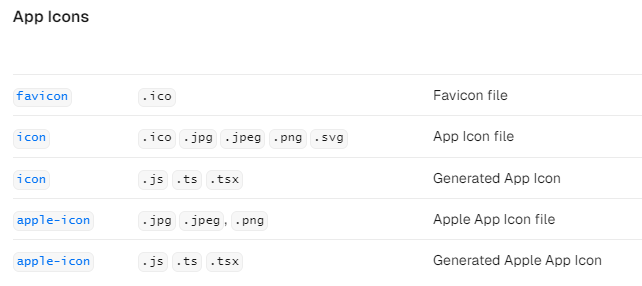 App Icons
favicon .ico Favicon file
icon .ico .jpg .jpeg .png .svg App Icon file
icon .js .ts .tsx Generated App Icon
apple-icon .jpg .jpeg, .png Apple App Icon file
apple-icon .js .ts .tsx Generated Apple App Icon